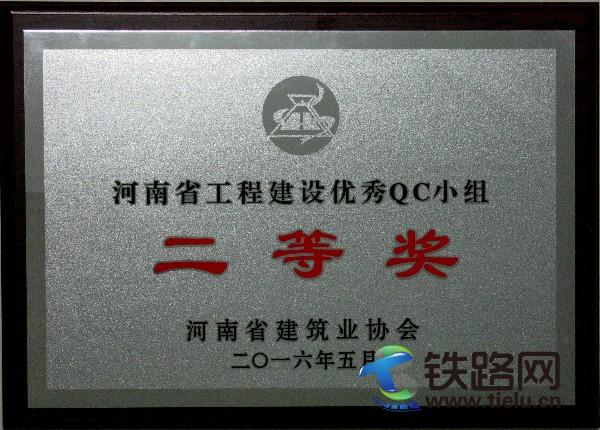 河南省工程建设优秀QC小组
二等奖
河南省建筑业协会
二〇一六年五月
铁路网
www.tielu.cn